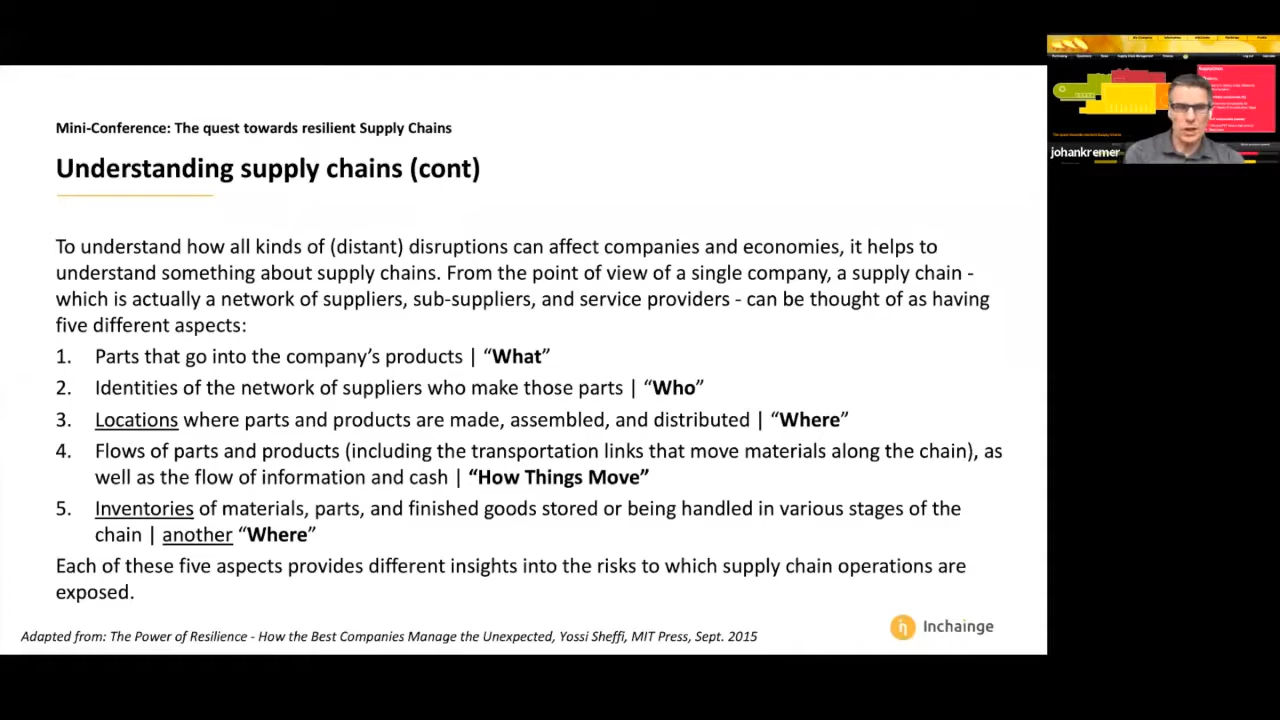 Mini-Conference: The quest towards resilient Supply Chains
Understanding supply chains (cont)
To understand how all kinds of (distant) disruptions can affect companies and economies, it helps to
understand something about supply chains. From the point of view of a single company, a supply chain -
which is actually a network of suppliers, sub-suppliers, and service providers - can be thought of as having
five different aspects:
1. Parts that go into the company’s products | “What”
2. Identities of the network of suppliers who make those parts | “Who”
3. Locations where parts and products are made, assembled, and distributed | “Where”
4. Flows of parts and products (including the transportation links that move materials along the chain), as
well as the flow of information and cash | “How Things Move”
5. Inventories of materials, parts, and finished goods stored or being handled in various stages of the
chain | another “Where”
Each of these five aspects provides different insights into the risks to which supply chain operations are
exposed.
Adapted from: The Power of Resilience - How the Best Companies Manage the Unexpected, Yossi Sheffi, MIT Press, Sept. 2015
Inchainge
The quest towards resilient Supply Chains
johankremer